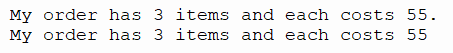 My order has 3 items and each costs 55.
My order has 3 items and each costs 55